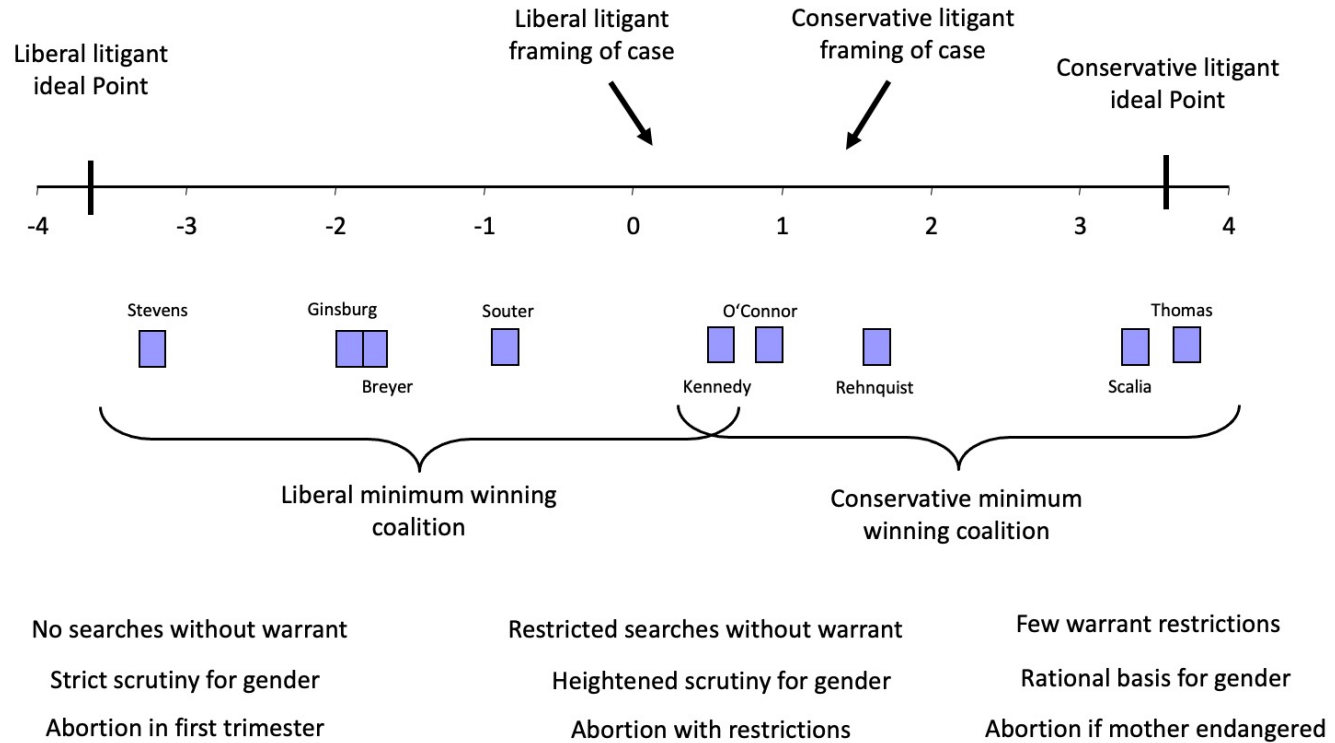 Liberal litigant
ideal Point
Liberal litigant
framing of case
Conservative litigant
framing of case
Conservative litigant
ideal Point
-4 -3 -2 -1 0 1 2 3 4
Stevens Ginsburg Souter O‘Connor Thomas
Breyer Kennedy Rehnquist Scalia
Liberal minimum winning
coalition
Conservative minimum
winning coalition
No searches without warrant Restricted searches without warrant Few warrant restrictions
Strict scrutiny for gender Heightened scrutiny for gender Rational basis for gender
Abortion in first trimester Abortion with restrictions Abortion if mother endangered